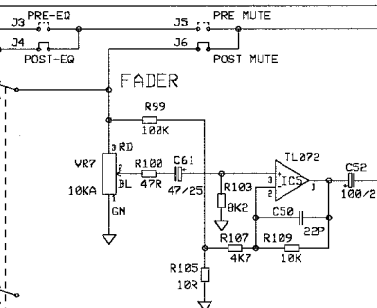 PRE-EQ
PRE MUTE
J3
J5
J4
J6
POST-EQ
POST MUTE
FADER
R59
100K
3 RD
TL072
VR7
R100
C61
C52
2
BL
R103
3
IC5
1
10KA
47R
47/25
2
100/2
1
GN
8K2
C50
22P
R107
R109
4K7
10K
R105
10R